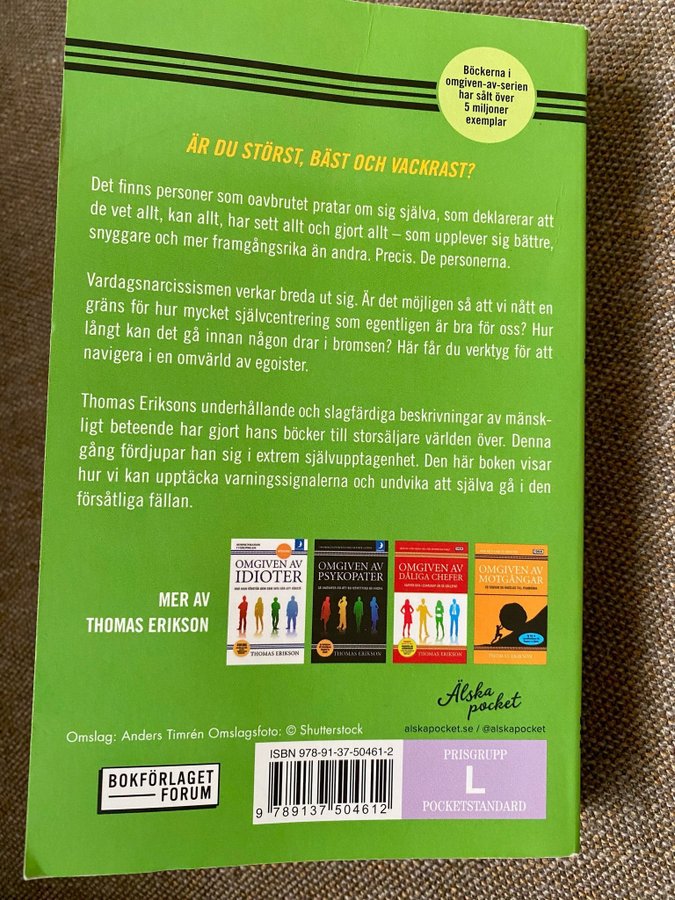 Böckerna i
omgiven-av-serien
har sålt över
5 miljoner
exemplar
ÄR DU STÖRST, BÄST OCH VACKRAST?
Det finns personer som oavbrutet pratar om sig själva, som deklarerar att
de vet allt, kan allt, har sett allt och gjort allt – som upplever sig bättre,
snyggare och mer framgångsrika än andra. Precis. De personerna.
Vardagsnarcissismen verkar breda ut sig. Är det möjligen så att vi nått en
gräns för hur mycket självcentrering som egentligen är bra för oss? Hur
långt kan det gå innan någon drar i bromsen? Här får du verktyg för att
navigera i en omvärld av egoister.
Thomas Eriksons underhållande och slagfärdiga beskrivningar av mänsk-
ligt beteende har gjort hans böcker till storsäljare världen över. Denna
gång fördjupar han sig i extrem självupptagenhet. Den här boken visar
hur vi kan upptäcka varningssignalerna och undvika att själva gå i den
försåtliga fällan.
MER AV
THOMAS ERIKSON
OMGIVEN AV
IDIOTER
THOMAS ERIKSON
OMGIVEN AV
PSYKOPATER
THOMAS ERIKSON
OMGIVEN AV
DÅLIGA CHEFER
THOMAS ERIKSON
OMGIVEN AV
MOTGÅNGAR
THOMAS ERIKSON
Älska
pocket
alskapocket.se / @alskapocket
Omslag: Anders Timrén Omslagsfoto: © Shutterstock
BOKFÖRLAGET
FORUM
ISBN 978-91-37-50461-2
9 789137 504612
PRISGRUPP
L
POCKETSTANDARD